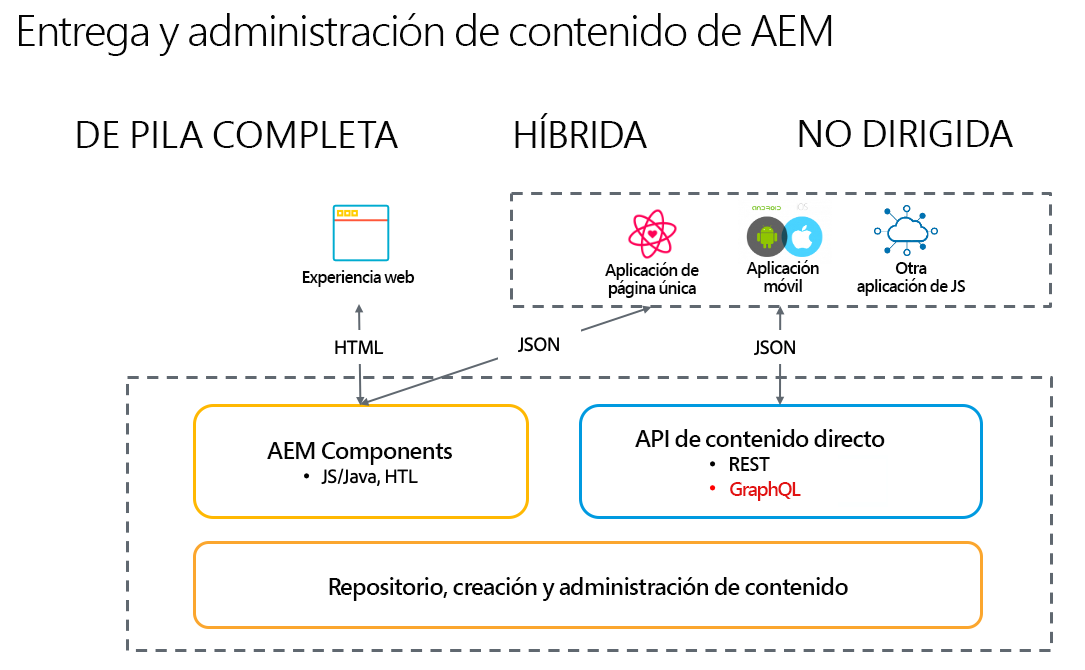 Entrega y administración de contenido de AEM
DE PILA COMPLETA
HÍBRIDA
NO DIRIGIDA
Experiencia web
Aplicación de
página única
ANDROID
iOS
Aplicación
móvil
Otra
aplicación de JS
HTML
JSON
JSON
AEM Components
• JS/Java, HTL
API de contenido directo
• REST
• GraphQL
Repositorio, creación y administración de contenido